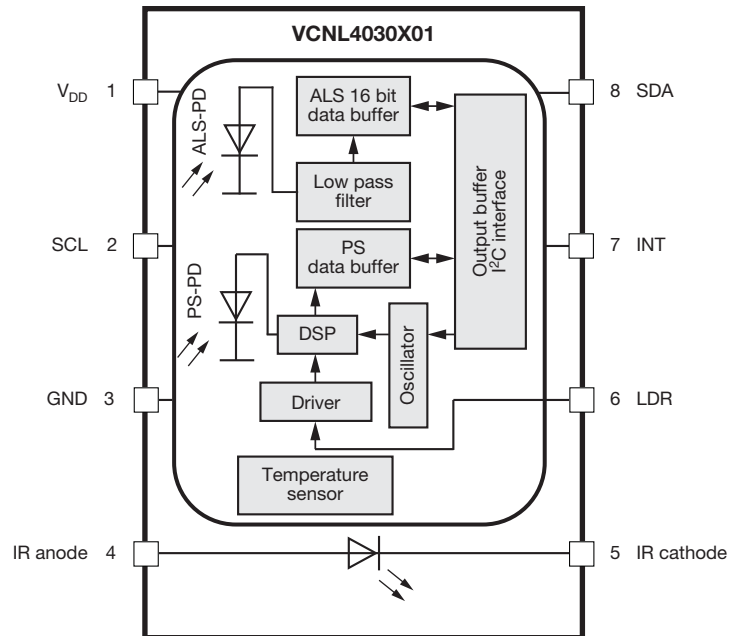 VCNL4030X01
VDD 1
8 SDA
ALS-PD
ALS 16 bit
data buffer
Low pass
filter
Output buffer
I²C interface
SCL 2
7 INT
PS
data buffer
PS-PD
DSP
Oscillator
GND 3
6 LDR
Driver
Temperature
sensor
IR anode 4
5 IR cathode